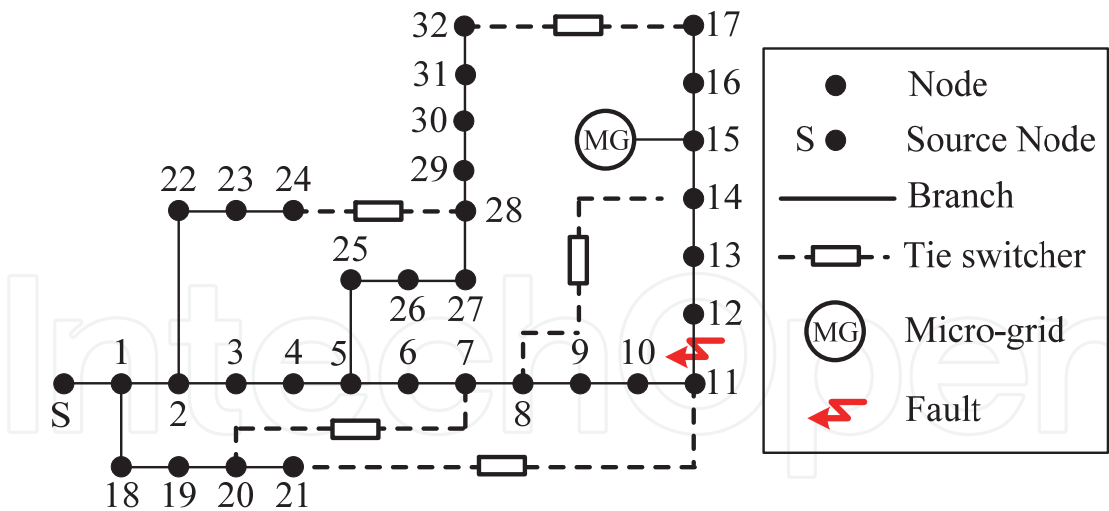 32
17
31
16
Node
30
MG
15
S
Source Node
29
22
23
24
14
Branch
28
25
13
Tie switcher
26
27
12
MG
Micro-grid
1
3
4
5
6
7
9
10
S
2
8
11
Fault
18
19
20
21
IntechOpen